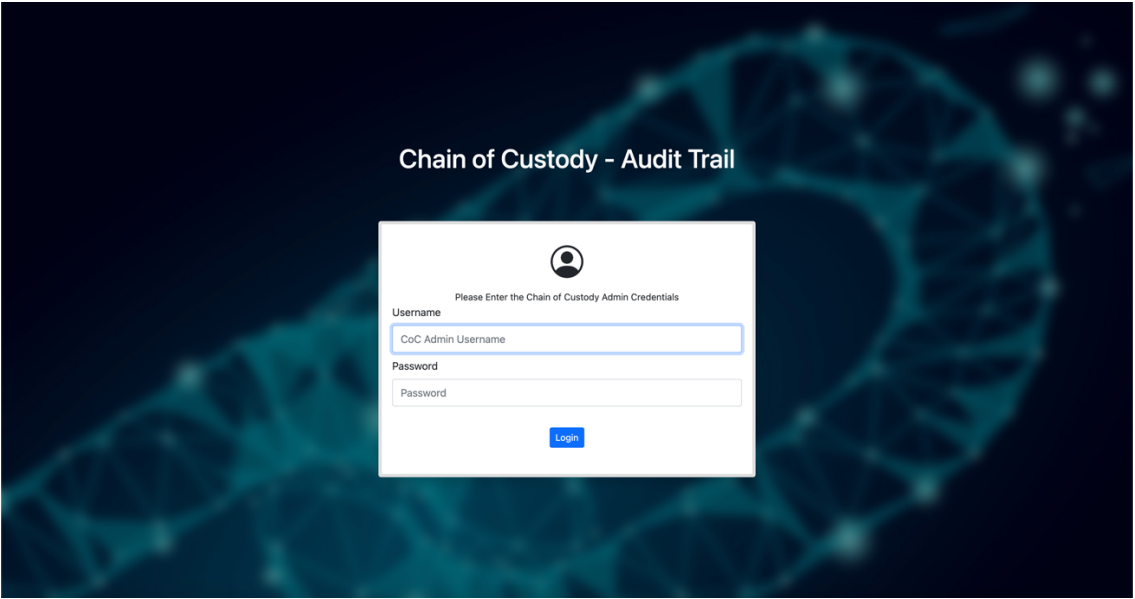 Chain of Custody - Audit Trail
Please Enter the Chain of Custody Admin Credentials
Username
CoC Admin Username
Password
Password
Login